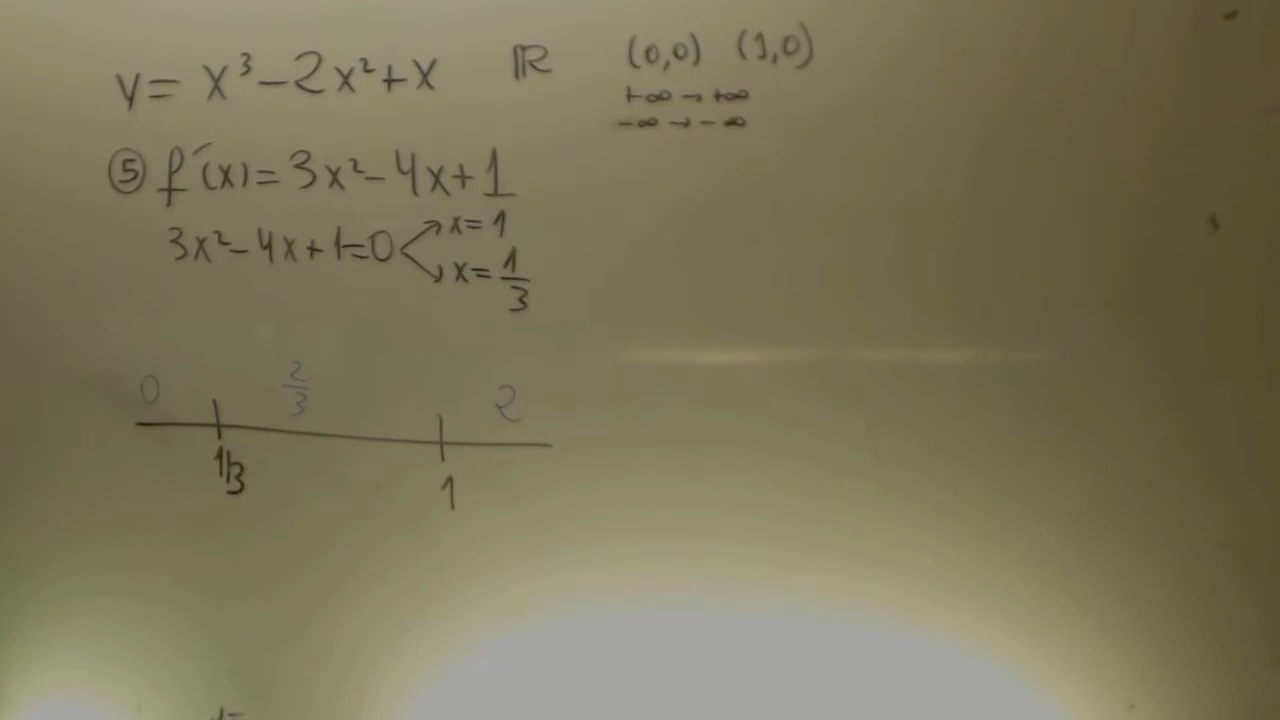 y = x³ - 2x² + x ℝ (0,0) (1,0)
+∞ → +∞
-∞ → -∞
⑤ f´(x) = 3x² - 4x + 1
3x² - 4x + 1 = 0 x = 1
x = 1/3
0 2/3 2
1/3 1